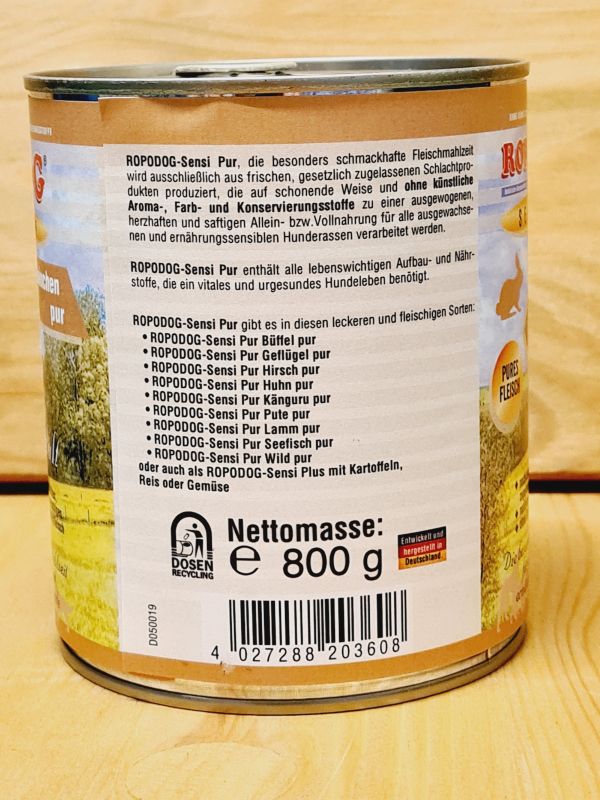 ROPODOG-Sensi Pur, die besonders schmackhafte Fleischmahlzeit
wird ausschließlich aus frischen, gesetzlich zugelassenen Schlachtpro-
dukten produziert, die auf schonende Weise und ohne künstliche
Aroma-, Farb- und Konservierungsstoffe zu einer ausgewogenen,
herzhaften und saftigen Allein- bzw.Vollnahrung für alle ausgewachse-
nen und ernährungssensiblen Hunderassen verarbeitet werden.
ROPODOG-Sensi Pur enthält alle lebenswichtigen Aufbau- und Nähr-
stoffe, die ein vitales und urgesundes Hundeleben benötigt.
ROPODOG-Sensi Pur gibt es in diesen leckeren und fleischigen Sorten:
• ROPODOG-Sensi Pur Büffel pur
• ROPODOG-Sensi Pur Geflügel pur
• ROPODOG-Sensi Pur Hirsch pur
• ROPODOG-Sensi Pur Huhn pur
• ROPODOG-Sensi Pur Känguru pur
• ROPODOG-Sensi Pur Pute pur
• ROPODOG-Sensi Pur Lamm pur
• ROPODOG-Sensi Pur Seefisch pur
• ROPODOG-Sensi Pur Wild pur
oder auch als ROPODOG-Sensi Plus mit Kartoffeln,
Reis oder Gemüse
DOSEN
RECYCLING
Nettomasse:
℮ 800 g
Entwickelt und
hergestellt in
Deutschland
D050019
4 027288 203608
G®
pur
RO
PURES
FLEISCH